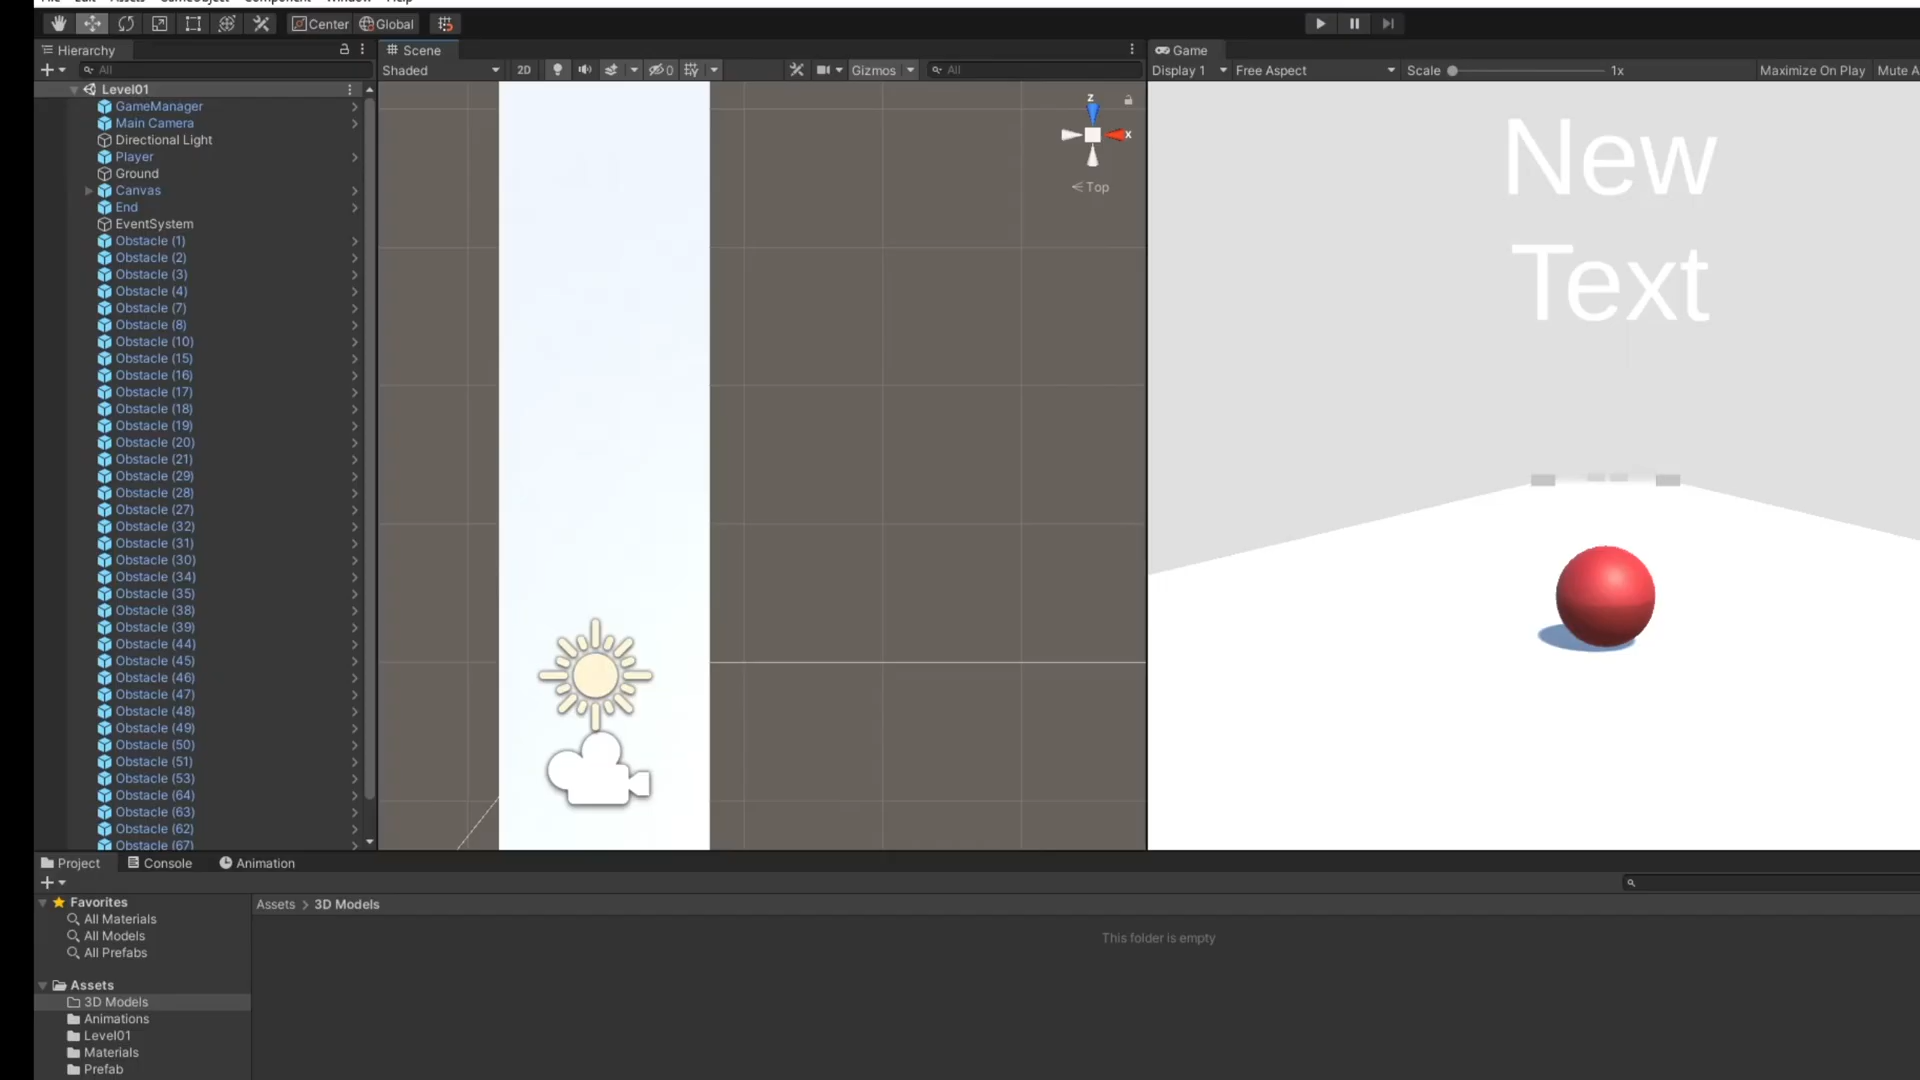 Center Global
Hierarchy
All
Level01
GameManager
Main Camera
Directional Light
Player
Ground
Canvas
End
EventSystem
Obstacle (1)
Obstacle (2)
Obstacle (3)
Obstacle (4)
Obstacle (7)
Obstacle (8)
Obstacle (10)
Obstacle (15)
Obstacle (16)
Obstacle (17)
Obstacle (18)
Obstacle (19)
Obstacle (20)
Obstacle (21)
Obstacle (29)
Obstacle (28)
Obstacle (27)
Obstacle (32)
Obstacle (31)
Obstacle (30)
Obstacle (34)
Obstacle (35)
Obstacle (38)
Obstacle (39)
Obstacle (44)
Obstacle (45)
Obstacle (46)
Obstacle (47)
Obstacle (48)
Obstacle (49)
Obstacle (50)
Obstacle (51)
Obstacle (53)
Obstacle (64)
Obstacle (63)
Obstacle (62)
Obstacle (67)
Scene
Shaded 2D 0 Gizmos All
z
x
Top
Game
Display 1 Free Aspect Scale 1x Maximize On Play Mute A
New
Text
Project Console Animation
Favorites
All Materials
All Models
All Prefabs
Assets
3D Models
Animations
Level01
Materials
Prefab
Assets > 3D Models
This folder is empty